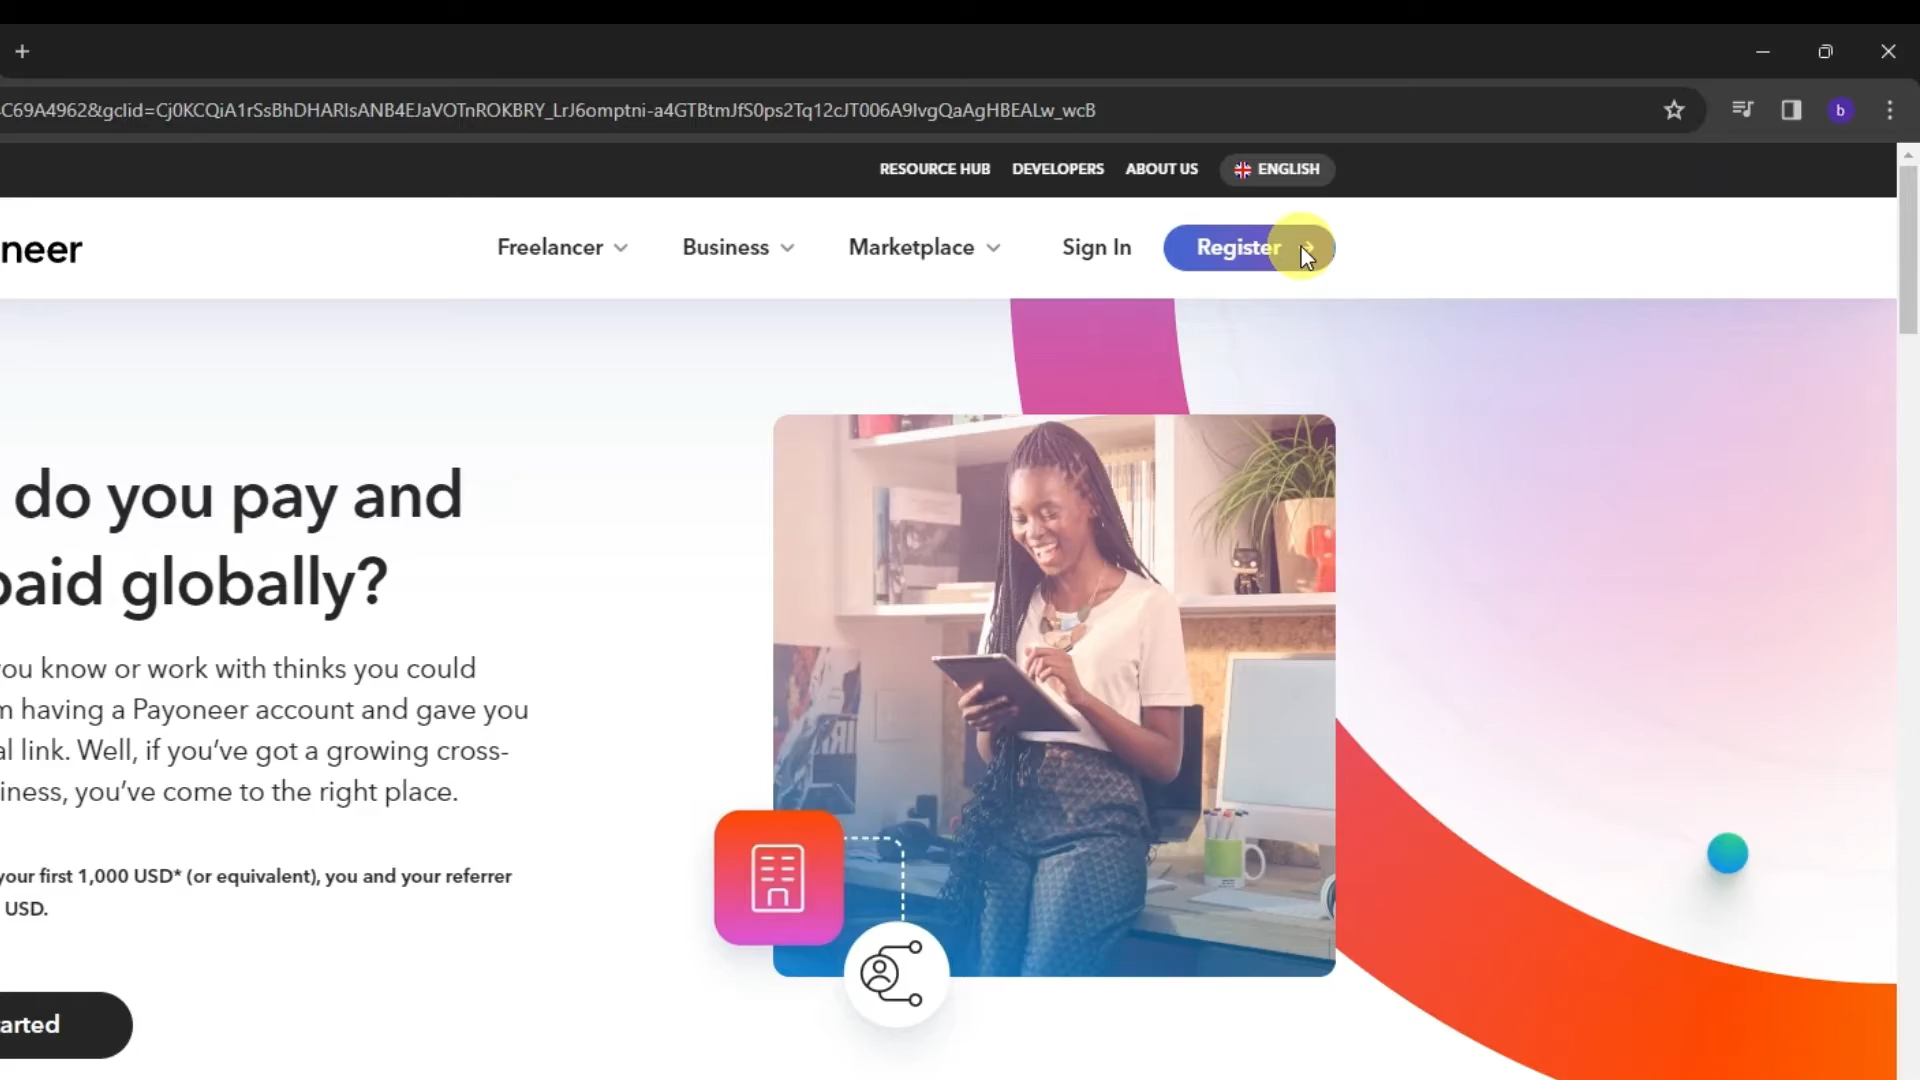 C69A4962&gclid=Cj0KCQiA1rSsBhDHARIsANB4EJaVOTnROKBRY_LrJ6omptni-a4GTBtmJfS0ps2Tq12cJT006A9IvgQaAgHBEALw_wcB
b
RESOURCE HUB DEVELOPERS ABOUT US ENGLISH
neer Freelancer Business Marketplace Sign In Register
do you pay and
paid globally?
ou know or work with thinks you could
m having a Payoneer account and gave you
al link. Well, if you've got a growing cross-
iness, you've come to the right place.
your first 1,000 USD* (or equivalent), you and your referrer
USD.
arted